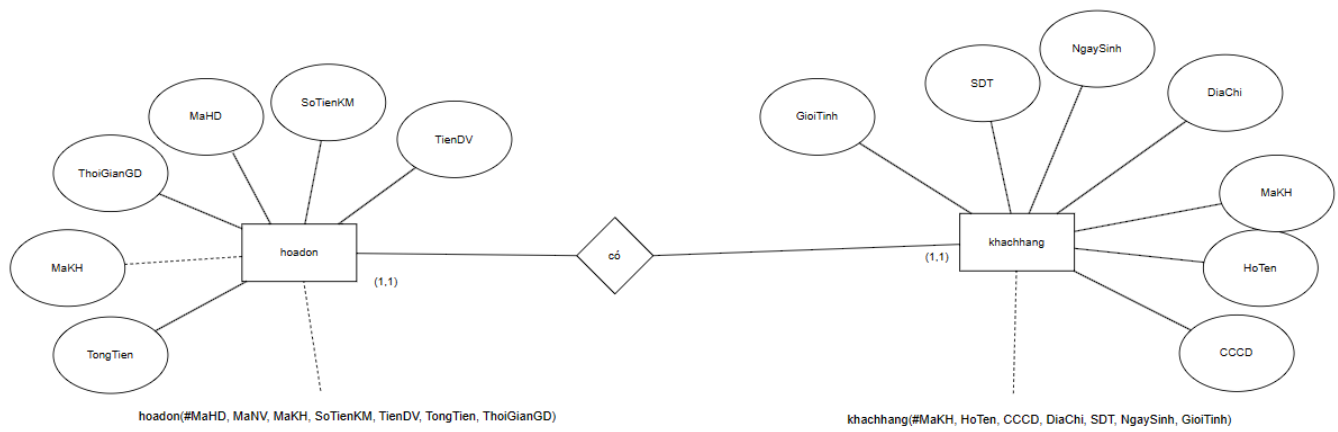 NgaySinh
SoTienKM
SDT
DiaChi
MaHD
GioiTinh
TienDV
ThoiGianGD
MaKH
hoadon
có
khachhang
MaKH
(1,1)
(1,1)
HoTen
TongTien
CCCD
hoadon(#MaHD, MaNV, MaKH, SoTienKM, TienDV, TongTien, ThoiGianGD)
khachhang(#MaKH, HoTen, CCCD, DiaChi, SDT, NgaySinh, GioiTinh)